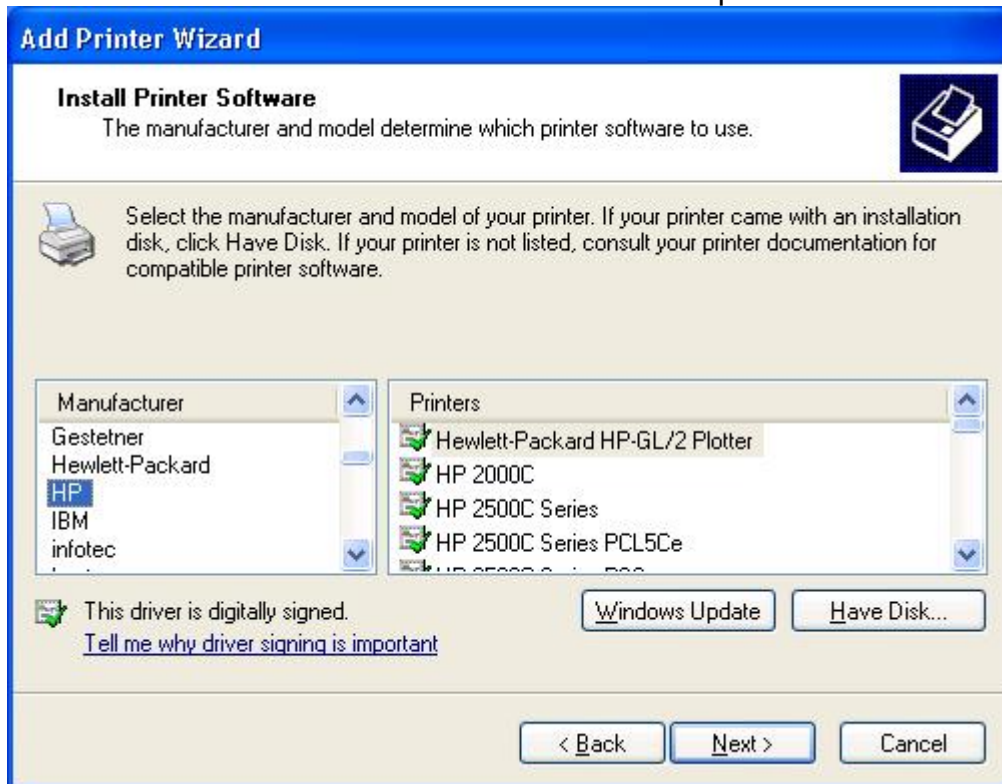 Add Printer Wizard
Install Printer Software
The manufacturer and model determine which printer software to use.
Select the manufacturer and model of your printer. If your printer came with an installation
disk, click Have Disk. If your printer is not listed, consult your printer documentation for
compatible printer software.
Manufacturer
Gestetner
Hewlett-Packard
HP
IBM
infotec
Printers
Hewlett-Packard HP-GL/2 Plotter
HP 2000C
HP 2500C Series
HP 2500C Series PCL5Ce
This driver is digitally signed.
Tell me why driver signing is important
Windows Update
Have Disk...
< Back
Next >
Cancel